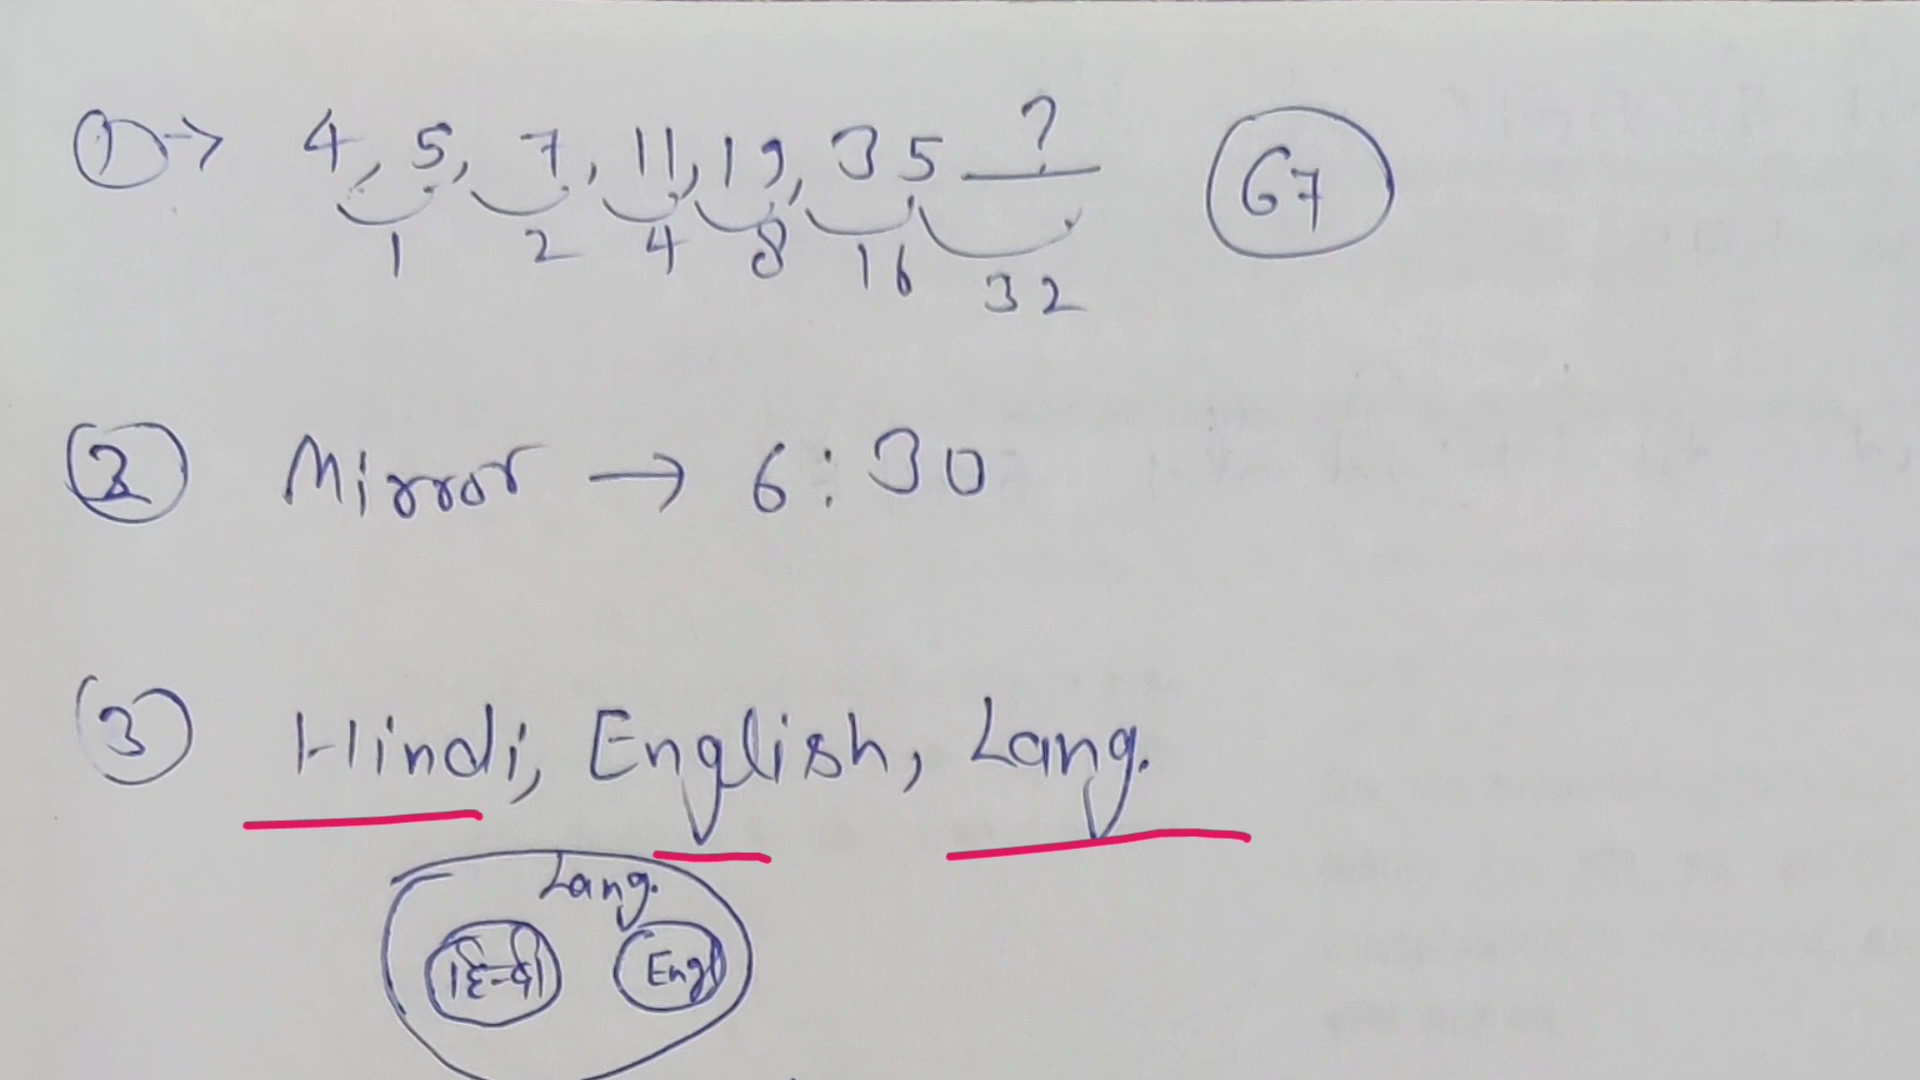 ① → 4, 5, 7, 11, 19, 35 ? 67
1 2 4 8 16 32
② Mirror → 6:30
③ Hindi, English, Lang.
Lang.
हिन्दी Engl